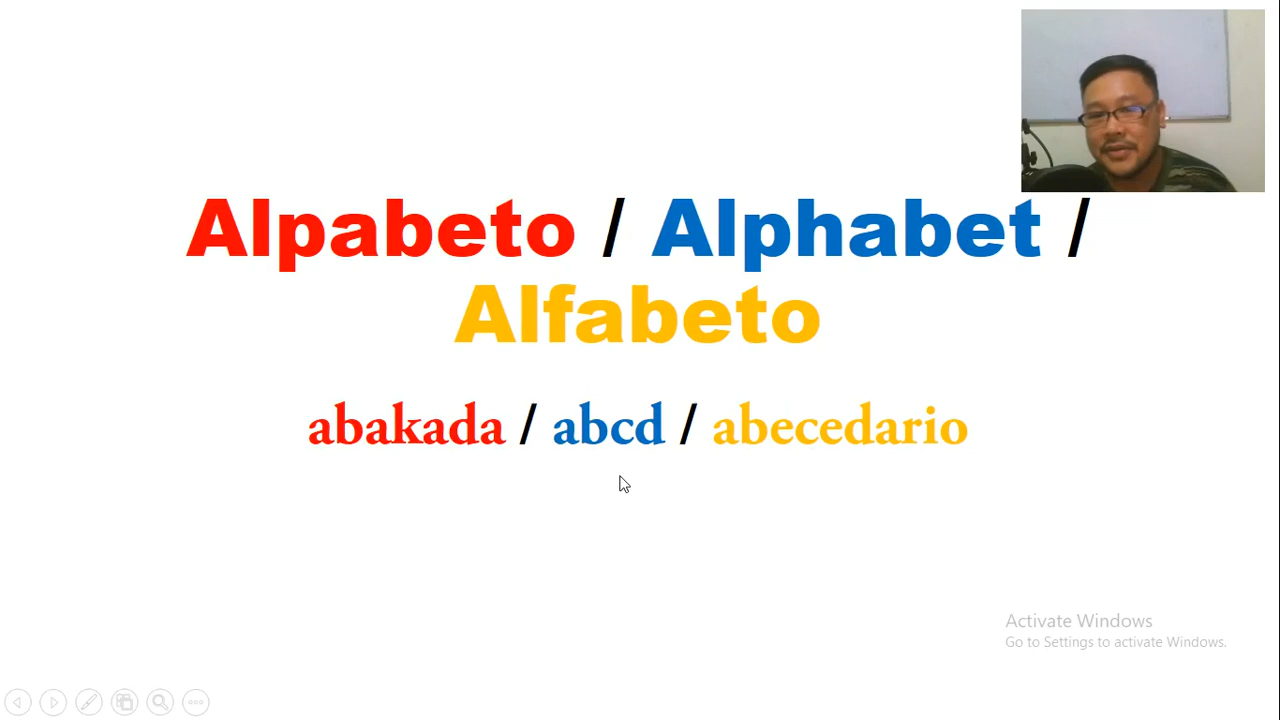 Alpabeto / Alphabet /
Alfabeto
abakada / abcd / abecedario
Activate Windows
Go to Settings to activate Windows.